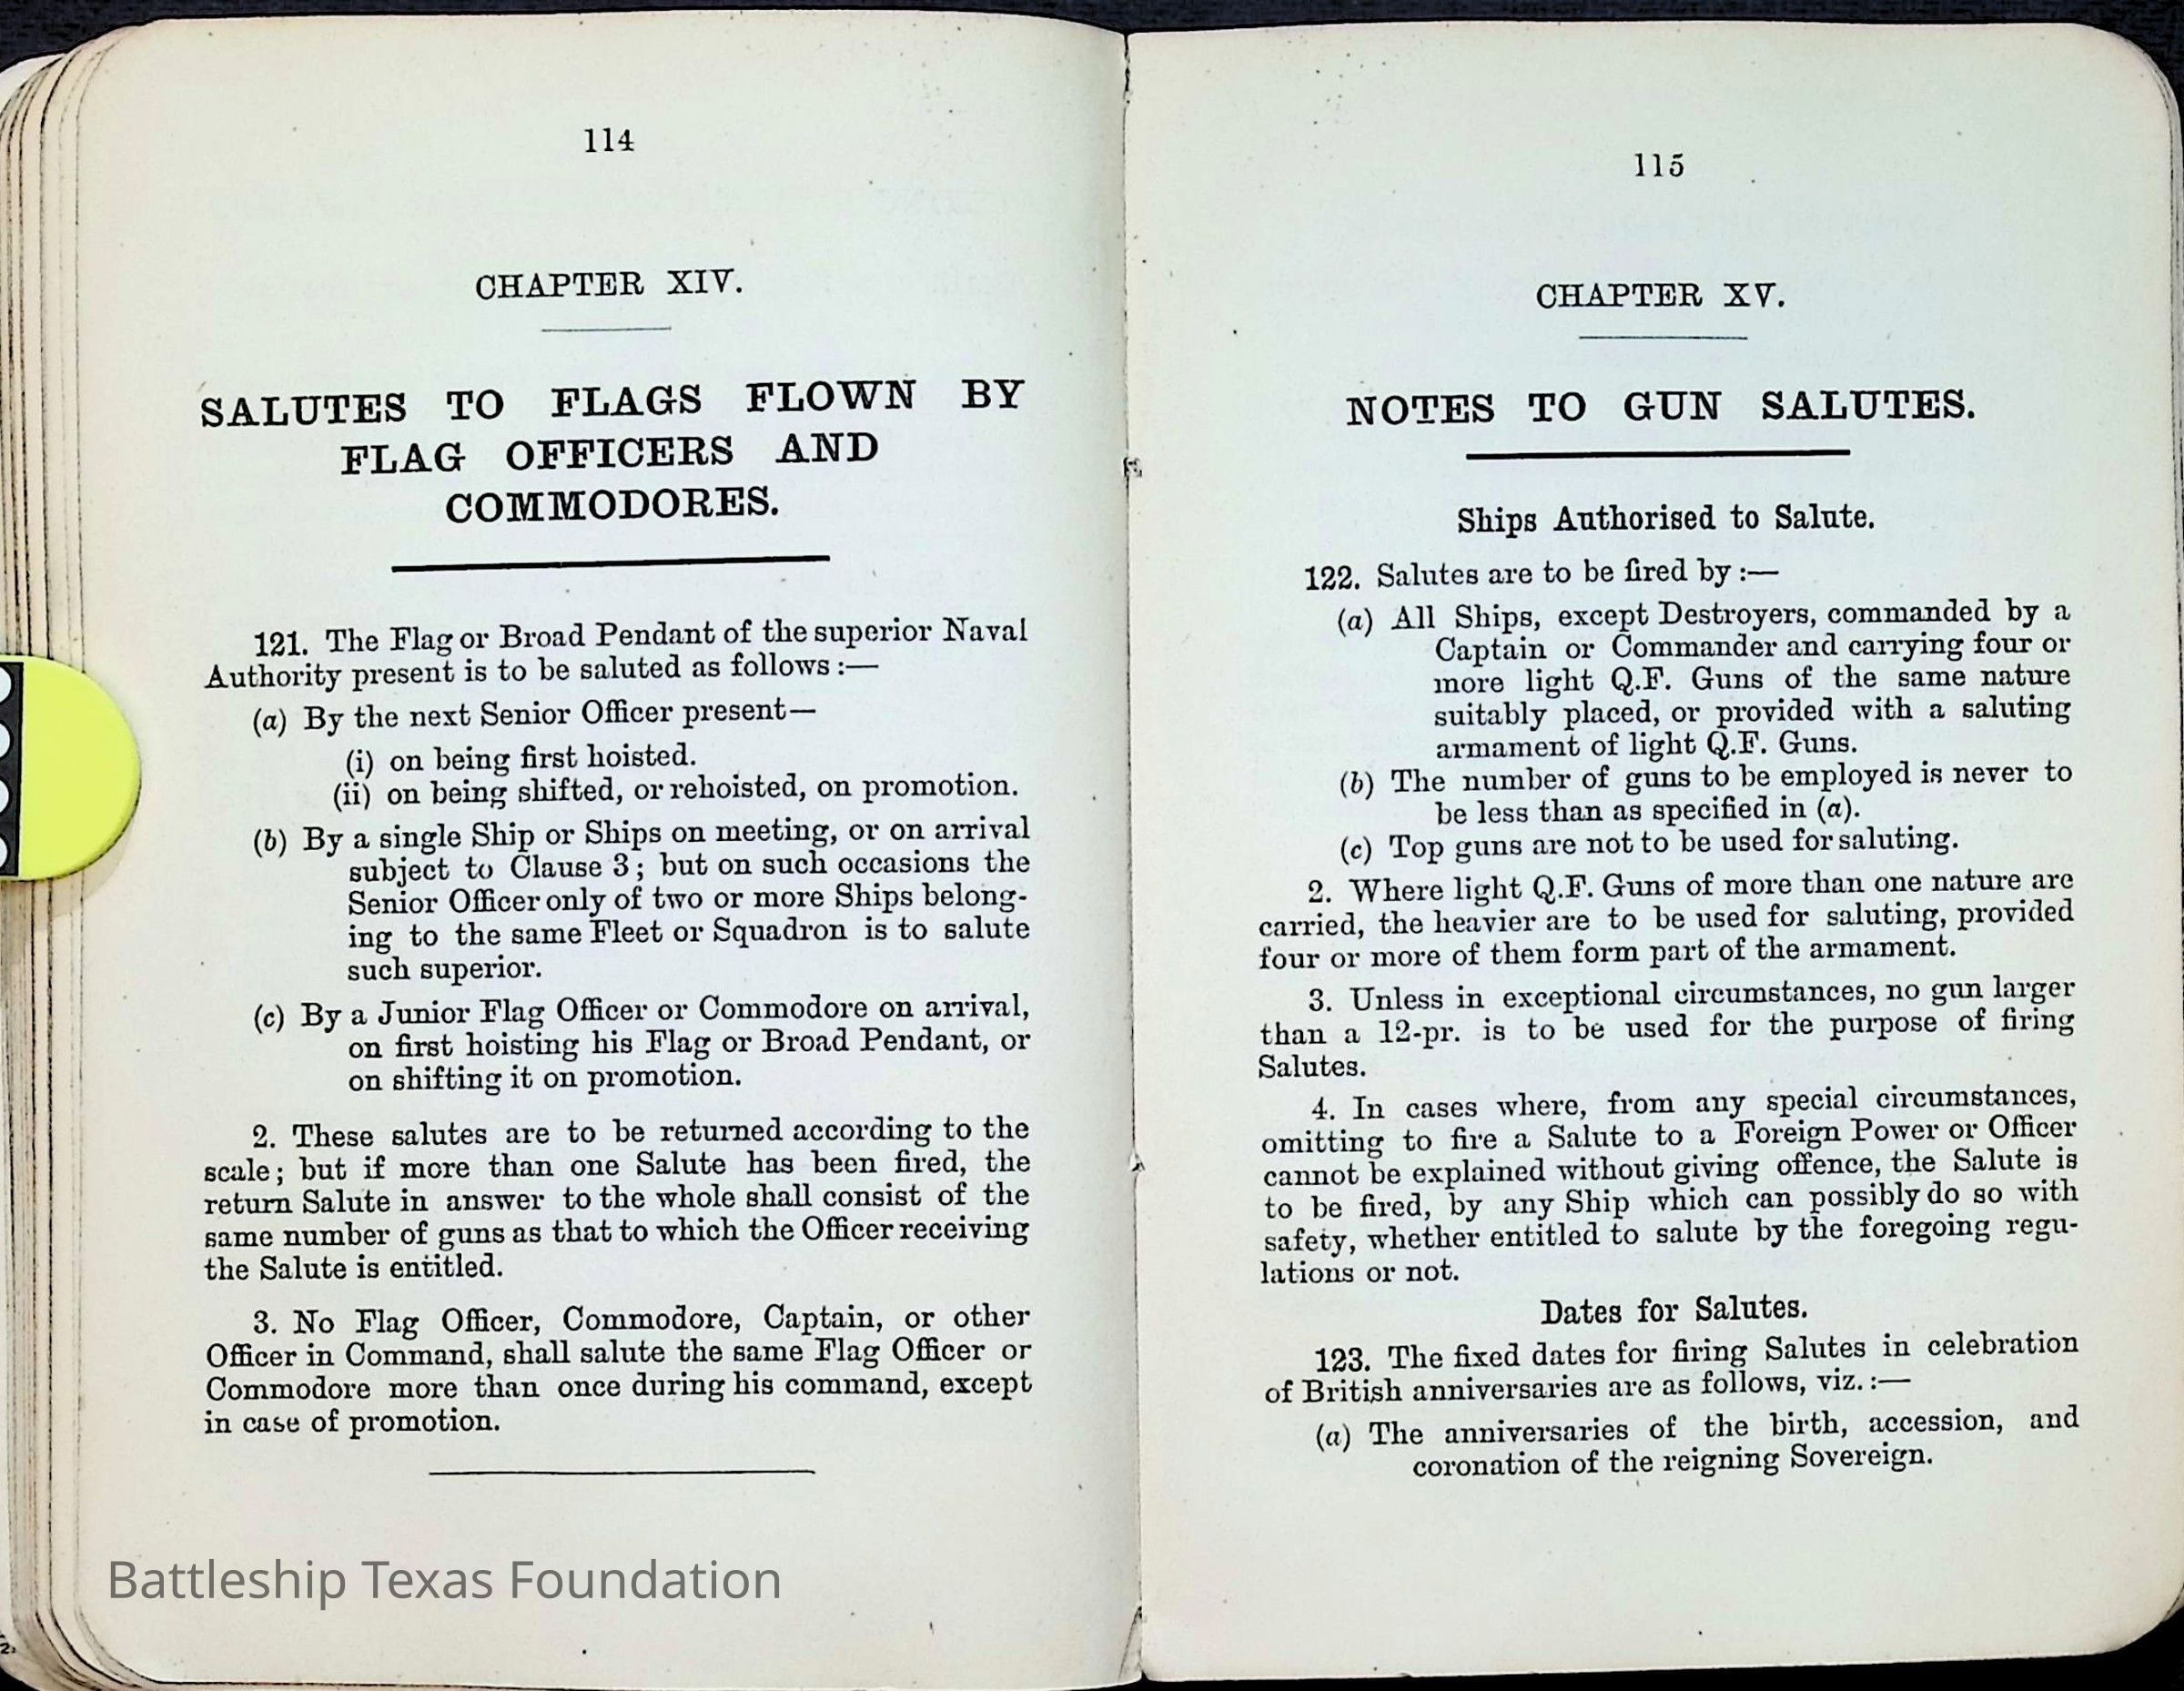 114
CHAPTER XIV.
SALUTES TO FLAGS FLOWN BY
FLAG OFFICERS AND
COMMODORES.
121. The Flag or Broad Pendant of the superior Naval
Authority present is to be saluted as follows :—
(a) By the next Senior Officer present—
(i) on being first hoisted.
(ii) on being shifted, or rehoisted, on promotion.
(b) By a single Ship or Ships on meeting, or on arrival
subject to Clause 3; but on such occasions the
Senior Officer only of two or more Ships belong-
ing to the same Fleet or Squadron is to salute
such superior.
(c) By a Junior Flag Officer or Commodore on arrival,
on first hoisting his Flag or Broad Pendant, or
on shifting it on promotion.
2. These salutes are to be returned according to the
scale; but if more than one Salute has been fired, the
return Salute in answer to the whole shall consist of the
same number of guns as that to which the Officer receiving
the Salute is entitled.
3. No Flag Officer, Commodore, Captain, or other
Officer in Command, shall salute the same Flag Officer or
Commodore more than once during his command, except
in case of promotion.
Battleship Texas Foundation
115
CHAPTER XV.
NOTES TO GUN SALUTES.
Ships Authorised to Salute.
122. Salutes are to be fired by :—
(a) All Ships, except Destroyers, commanded by a
Captain or Commander and carrying four or
more light Q.F. Guns of the same nature
suitably placed, or provided with a saluting
armament of light Q.F. Guns.
(b) The number of guns to be employed is never to
be less than as specified in (a).
(c) Top guns are not to be used for saluting.
2. Where light Q.F. Guns of more than one nature are
carried, the heavier are to be used for saluting, provided
four or more of them form part of the armament.
3. Unless in exceptional circumstances, no gun larger
than a 12-pr. is to be used for the purpose of firing
Salutes.
4. In cases where, from any special circumstances,
omitting to fire a Salute to a Foreign Power or Officer
cannot be explained without giving offence, the Salute is
to be fired, by any Ship which can possibly do so with
safety, whether entitled to salute by the foregoing regu-
lations or not.
Dates for Salutes.
123. The fixed dates for firing Salutes in celebration
of British anniversaries are as follows, viz. :—
(a) The anniversaries of the birth, accession, and
coronation of the reigning Sovereign.